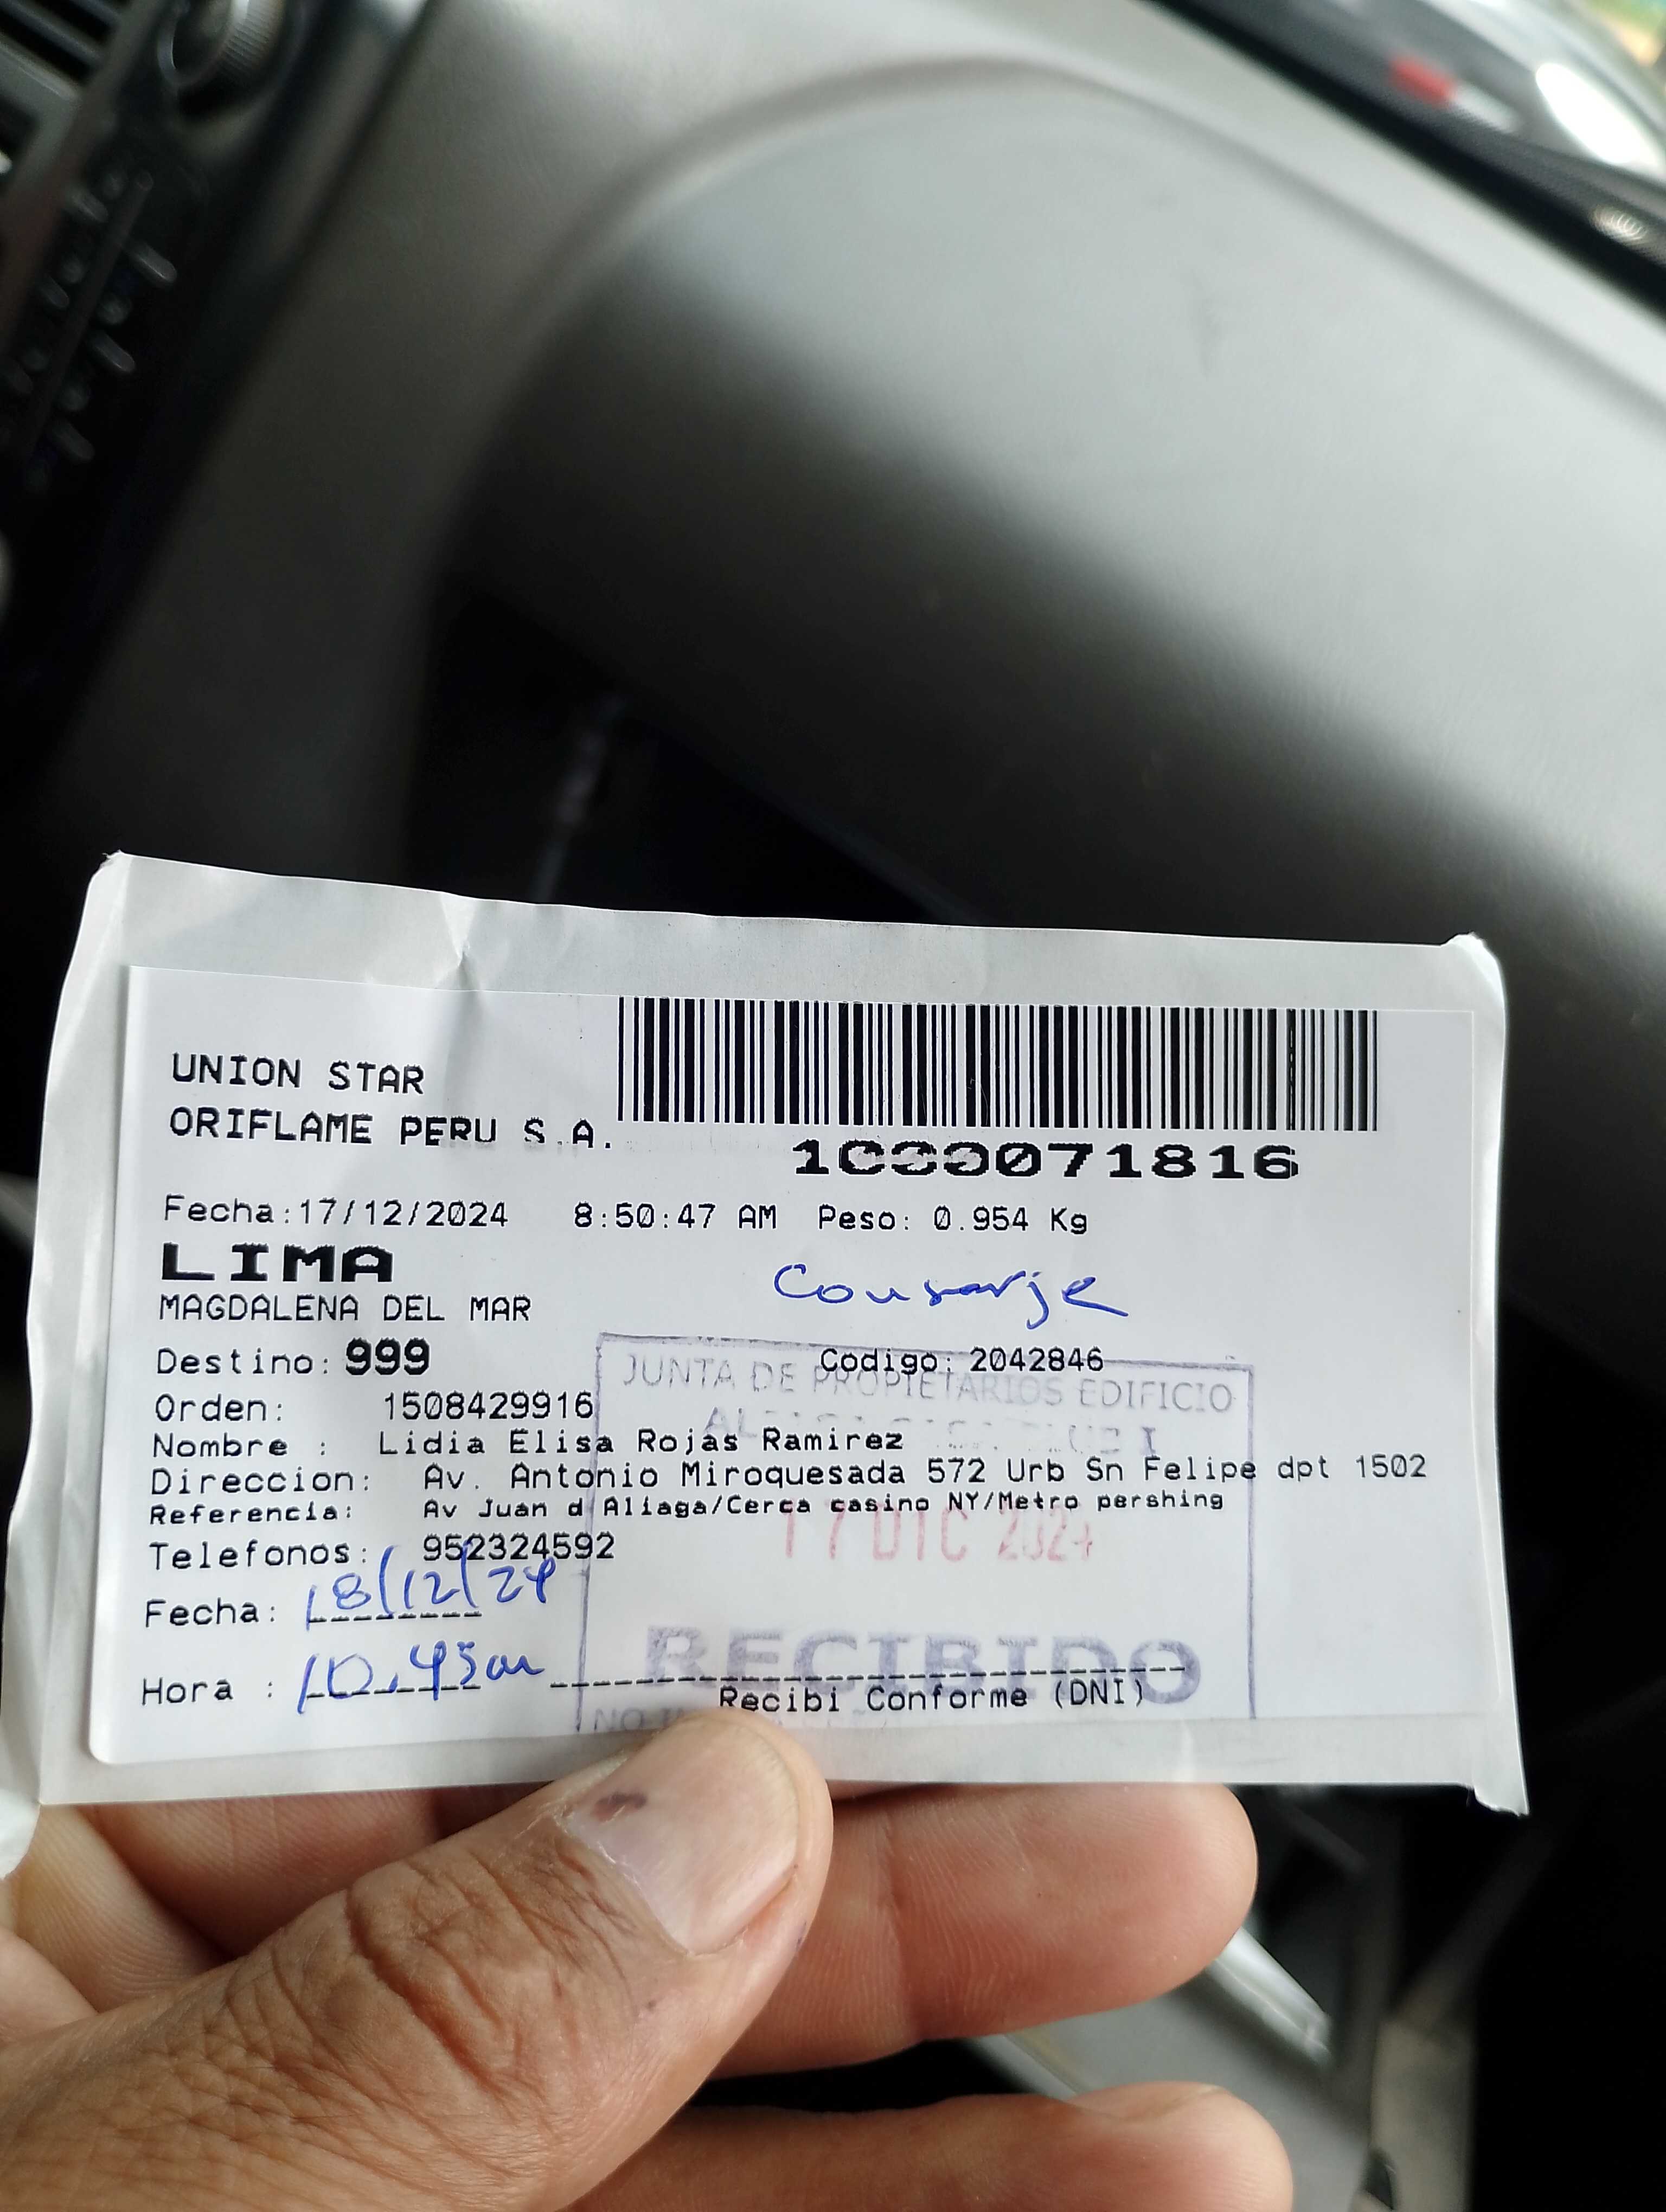 UNION STAR
ORIFLAME PERU S.A.
1000071816
Fecha:17/12/2024 8:50:47 AM Peso: 0.954 Kg
LIMA
MAGDALENA DEL MAR
Conserje
Destino: 999
Codigo: 2042846
JUNTA DE PROPIETARIOS EDIFICIO
Orden: 1508429916
Nombre : Lidia Elisa Rojas Ramirez
Direccion: Av. Antonio Miroquesada 572 Urb Sn Felipe dpt 1502
Referencia: Av Juan d Aliaga/Cerca casino NY/Metro pershing
17 DIC 2024
Telefonos: 952324592
Fecha: 18/12/24
RECIBIDO
Hora : 10.45am
Recibi Conforme (DNI)